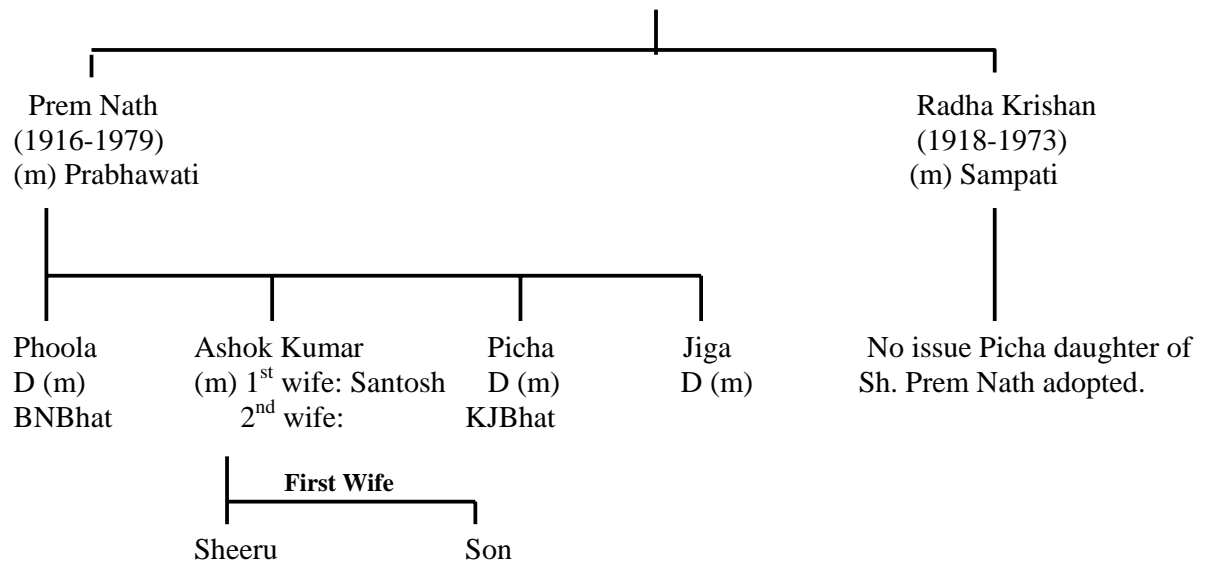 Prem Nath
(1916-1979)
(m) Prabhawati
Radha Krishan
(1918-1973)
(m) Sampati
Phoola
D (m)
BNBhat
Ashok Kumar
(m) 1st wife: Santosh
2nd wife:
Picha
D (m)
KJBhat
Jiga
D (m)
No issue Picha daughter of
Sh. Prem Nath adopted.
First Wife
Sheeru
Son